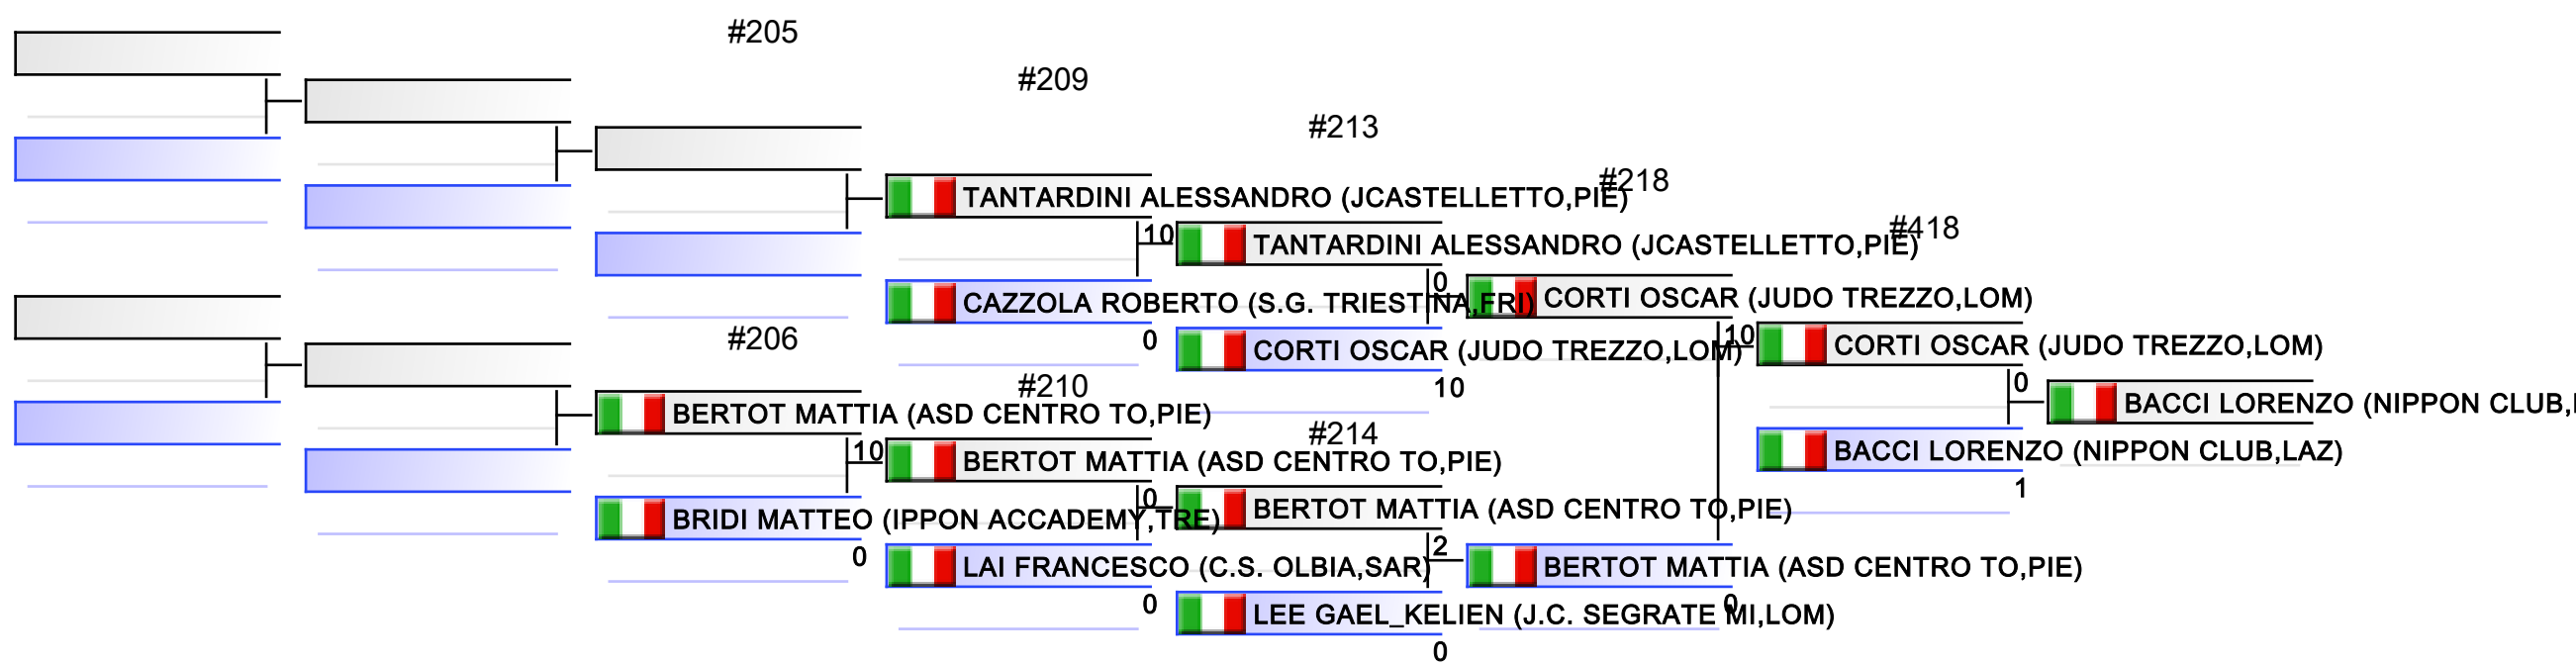 #205
#209
#213
#218
#418
TANTARDINI ALESSANDRO (JCASTELLETTO,PIE)
10
TANTARDINI ALESSANDRO (JCASTELLETTO,PIE)
0
CAZZOLA ROBERTO (S.G. TRIESTINA,FRI)
0
CORTI OSCAR (JUDO TREZZO,LOM)
10
CORTI OSCAR (JUDO TREZZO,LOM)
10
CORTI OSCAR (JUDO TREZZO,LOM)
0
BACCI LORENZO (NIPPON CLUB,
BACCI LORENZO (NIPPON CLUB,LAZ)
1
#206
#210
#214
BERTOT MATTIA (ASD CENTRO TO,PIE)
10
BERTOT MATTIA (ASD CENTRO TO,PIE)
0
BERTOT MATTIA (ASD CENTRO TO,PIE)
2
BRIDI MATTEO (IPPON ACCADEMY,TRE)
0
LAI FRANCESCO (C.S. OLBIA,SAR)
0
BERTOT MATTIA (ASD CENTRO TO,PIE)
0
LEE GAEL_KELIEN (J.C. SEGRATE MI,LOM)
0